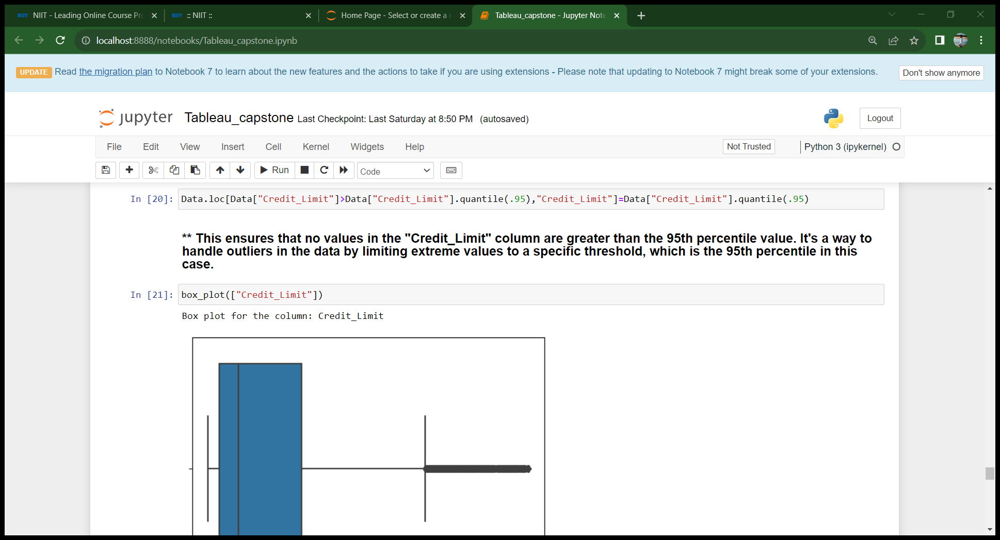 NIIT NIIT - Leading Online Course Pr
NIIT :: NIIT ::
Home Page - Select or create a
Tableau_capstone - Jupyter Note
localhost:8888/notebooks/Tableau_capstone.ipynb
UPDATE Read the migration plan to Notebook 7 to learn about the new features and the actions to take if you are using extensions - Please note that updating to Notebook 7 might break some of your extensions.
Don't show anymore
jupyter Tableau_capstone Last Checkpoint: Last Saturday at 8:50 PM (autosaved)
Logout
File Edit View Insert Cell Kernel Widgets Help
Not Trusted
Python 3 (ipykernel)
Run
Code
In [20]: Data.loc[Data["Credit_Limit"]>Data["Credit_Limit"].quantile(.95),"Credit_Limit"]=Data["Credit_Limit"].quantile(.95)
** This ensures that no values in the "Credit_Limit" column are greater than the 95th percentile value. It's a way to
handle outliers in the data by limiting extreme values to a specific threshold, which is the 95th percentile in this
case.
In [21]: box_plot(["Credit_Limit"])
Box plot for the column: Credit_Limit